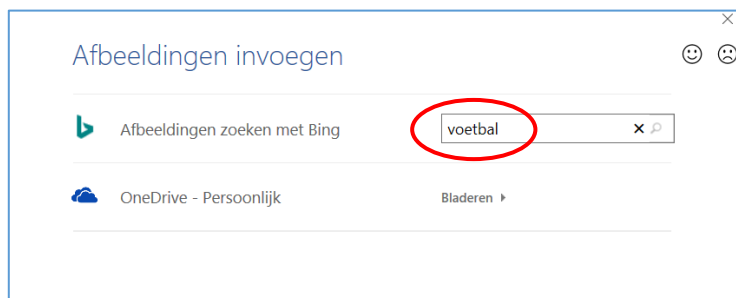 Afbeeldingen invoegen
Afbeeldingen zoeken met Bing voetbal
OneDrive - Persoonlijk Bladeren